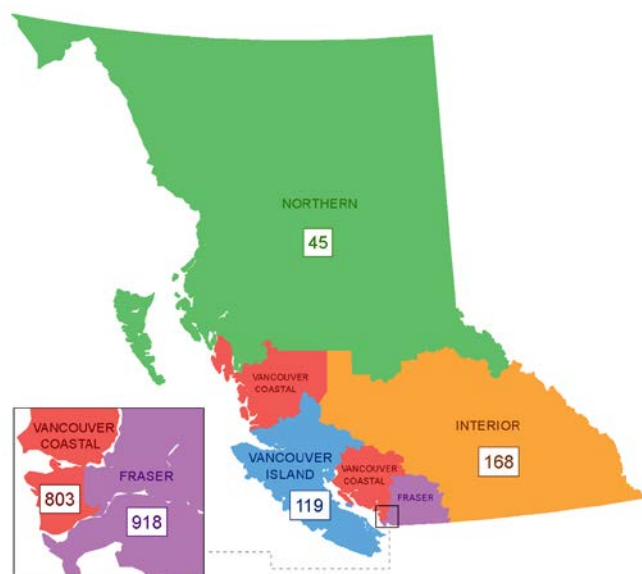 NORTHERN
45
VANCOUVER
COASTAL
INTERIOR
168
VANCOUVER
ISLAND
119
VANCOUVER
COASTAL
FRASER
VANCOUVER
COASTAL
803
FRASER
918